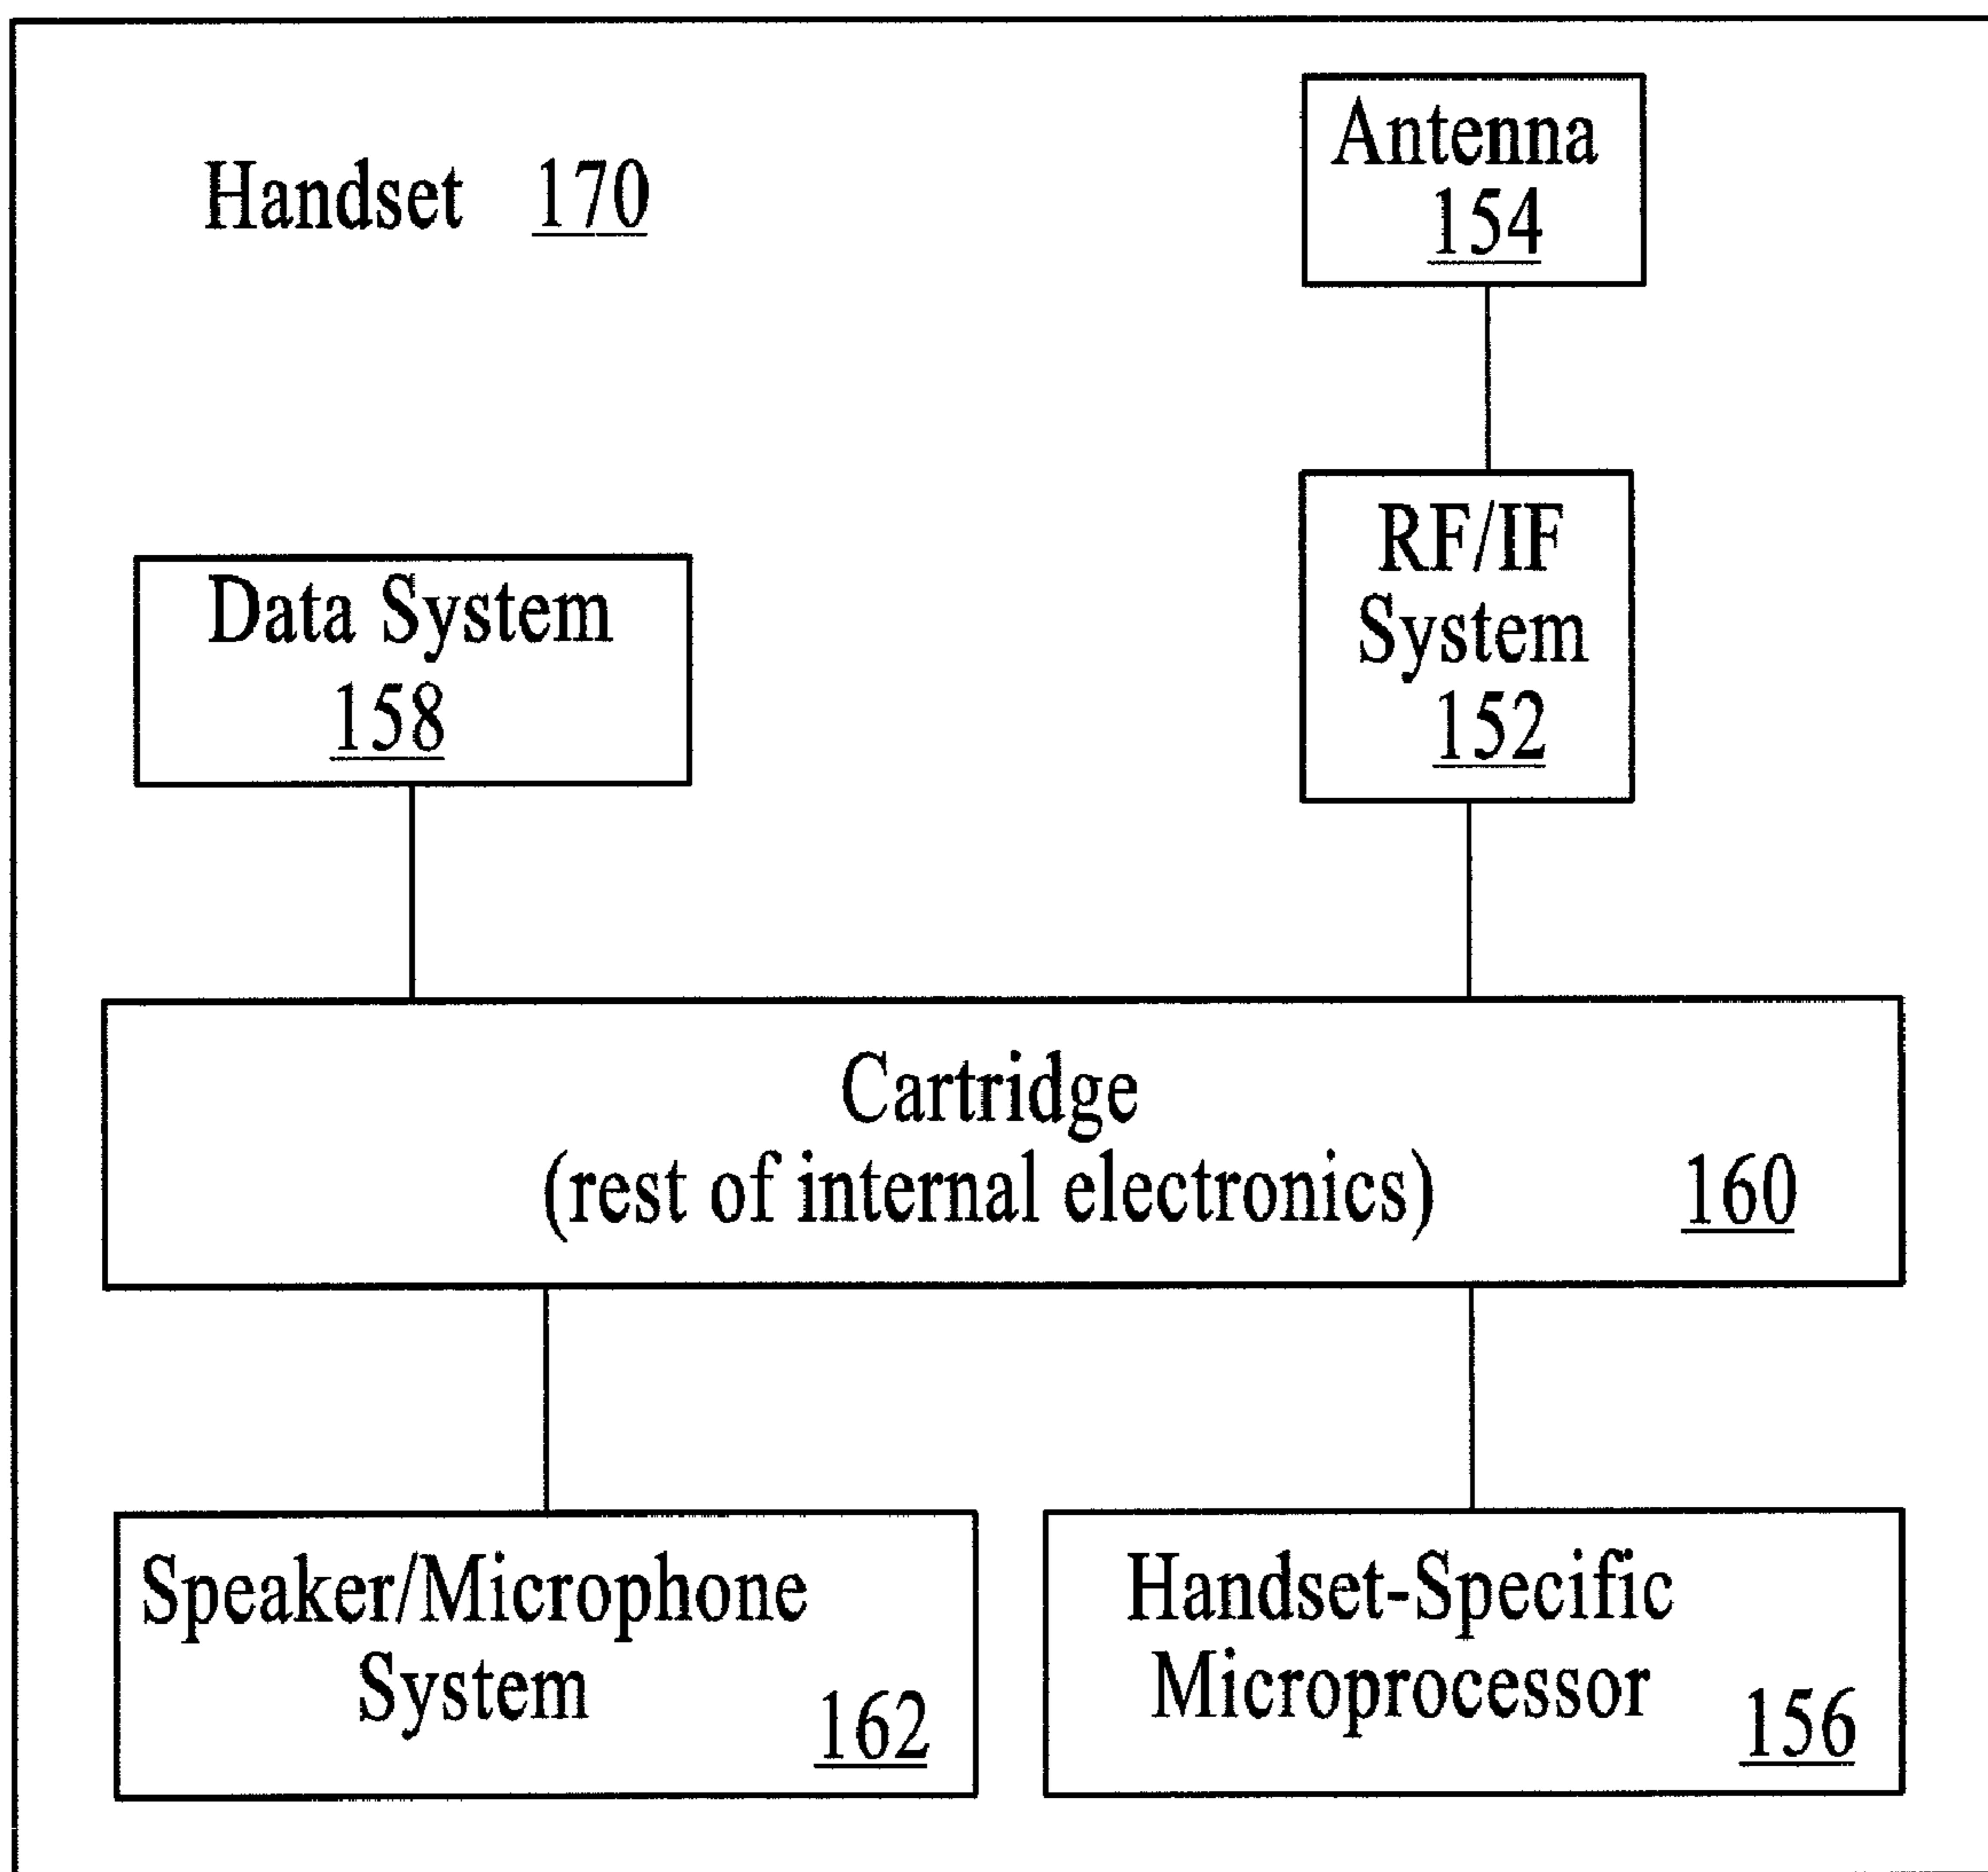 Handset 170
Antenna
154
RF/IF
System
152
Data System
158
Cartridge
(rest of internal electronics) 160
Speaker/Microphone
System 162
Handset-Specific
Microprocessor 156